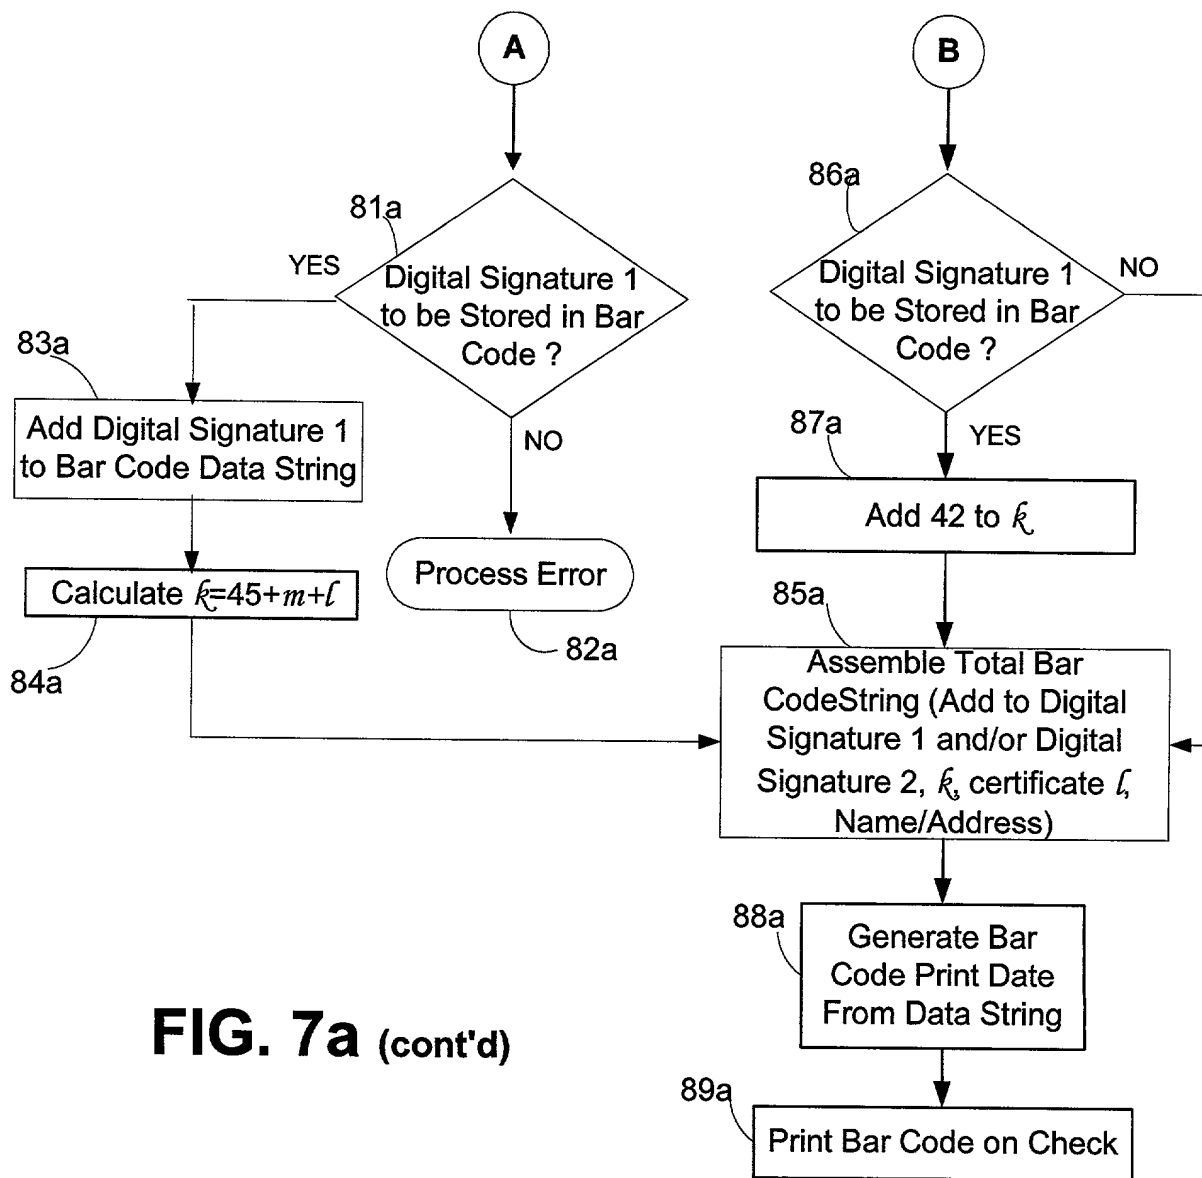 A
B
81a
86a
YES
Digital Signature 1
to be Stored in Bar
Code ?
Digital Signature 1
to be Stored in Bar
Code ?
NO
83a
Add Digital Signature 1
to Bar Code Data String
NO
87a
YES
Add 42 to k
Calculate k=45+m+l
84a
Process Error
82a
85a
Assemble Total Bar
CodeString (Add to Digital
Signature 1 and/or Digital
Signature 2, k, certificate l,
Name/Address)
88a
Generate Bar
Code Print Date
From Data String
FIG. 7a (cont'd)
89a
Print Bar Code on Check